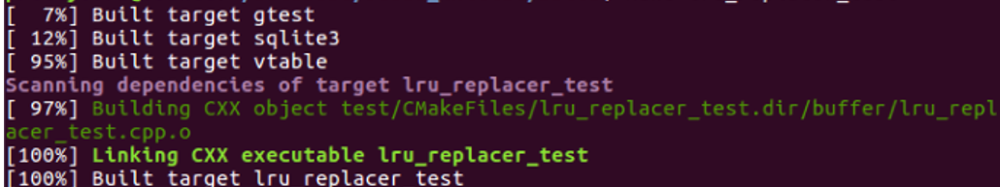 [  7%] Built target gtest
[ 12%] Built target sqlite3
[ 95%] Built target vtable
Scanning dependencies of target lru_replacer_test
[ 97%] Building CXX object test/CMakeFiles/lru_replacer_test.dir/buffer/lru_repl
acer_test.cpp.o
[100%] Linking CXX executable lru_replacer_test
[100%] Built target lru_replacer_test